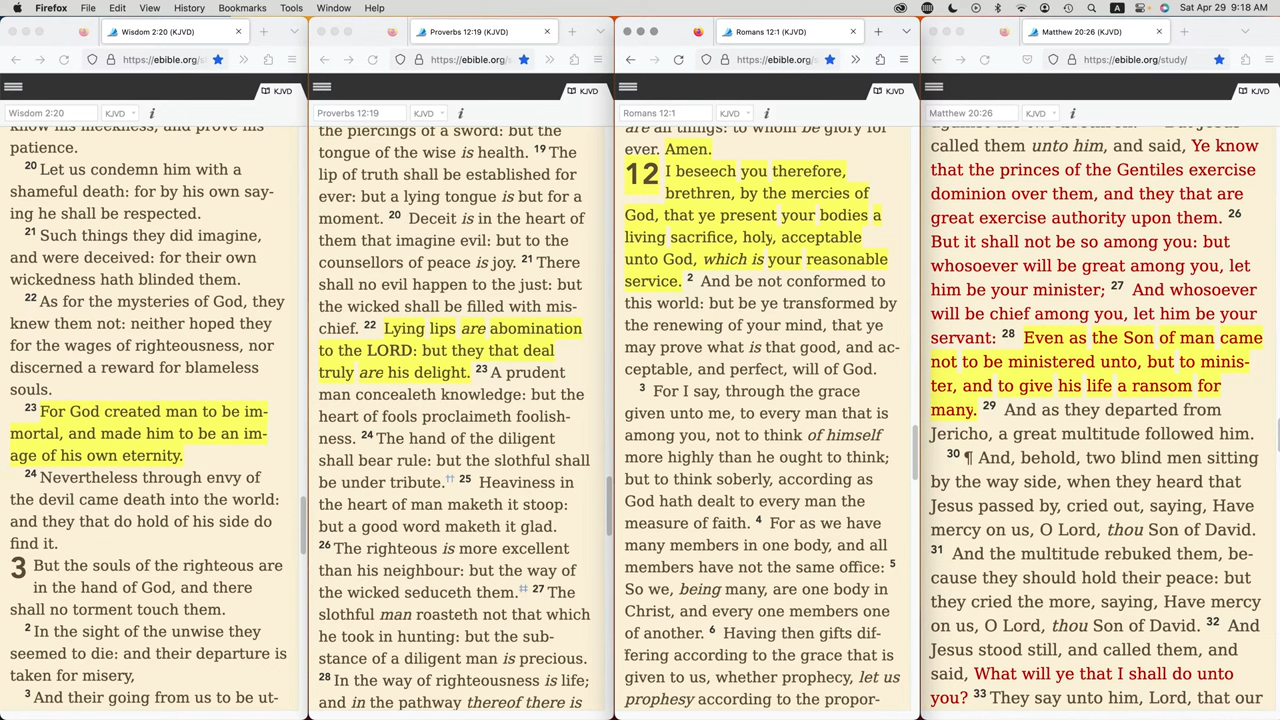 Firefox File Edit View History Bookmarks Tools Window Help
A
Sat Apr 29 9:18 AM
Wisdom 2:20 (KJVD)
https://ebible.org/s
KJVD
Wisdom 2:20 KJVD i
know his meekness, and prove his
patience.
20 Let us condemn him with a
shameful death: for by his own say-
ing he shall be respected.
21 Such things they did imagine,
and were deceived: for their own
wickedness hath blinded them.
22 As for the mysteries of God, they
knew them not: neither hoped they
for the wages of righteousness, nor
discerned a reward for blameless
souls.
23 For God created man to be im-
mortal, and made him to be an im-
age of his own eternity.
24 Nevertheless through envy of
the devil came death into the world:
and they that do hold of his side do
find it.
3 But the souls of the righteous are
in the hand of God, and there
shall no torment touch them.
2 In the sight of the unwise they
seemed to die: and their departure is
taken for misery,
3 And their going from us to be ut-
Proverbs 12:19 (KJVD)
https://ebible.org/s
KJVD
Proverbs 12:19 KJVD i
the piercings of a sword: but the
tongue of the wise is health. 19 The
lip of truth shall be established for
ever: but a lying tongue is but for a
moment. 20 Deceit is in the heart of
them that imagine evil: but to the
counsellors of peace is joy. 21 There
shall no evil happen to the just: but
the wicked shall be filled with mis-
chief. 22 Lying lips are abomination
to the LORD: but they that deal
truly are his delight. 23 A prudent
man concealeth knowledge: but the
heart of fools proclaimeth foolish-
ness. 24 The hand of the diligent
shall bear rule: but the slothful shall
be under tribute.†† 25 Heaviness in
the heart of man maketh it stoop:
but a good word maketh it glad.
26 The righteous is more excellent
than his neighbour: but the way of
the wicked seduceth them.‡‡ 27 The
slothful man roasteth not that which
he took in hunting: but the sub-
stance of a diligent man is precious.
28 In the way of righteousness is life;
and in the pathway thereof there is
Romans 12:1 (KJVD)
https://ebible.org/s
KJVD
Romans 12:1 KJVD i
are all things: to whom be glory for
ever. Amen.
12 I beseech you therefore,
brethren, by the mercies of
God, that ye present your bodies a
living sacrifice, holy, acceptable
unto God, which is your reasonable
service. 2 And be not conformed to
this world: but be ye transformed by
the renewing of your mind, that ye
may prove what is that good, and ac-
ceptable, and perfect, will of God.
3 For I say, through the grace
given unto me, to every man that is
among you, not to think of himself
more highly than he ought to think;
but to think soberly, according as
God hath dealt to every man the
measure of faith. 4 For as we have
many members in one body, and all
members have not the same office: 5
So we, being many, are one body in
Christ, and every one members one
of another. 6 Having then gifts dif-
fering according to the grace that is
given to us, whether prophecy, let us
prophesy according to the propor-
Matthew 20:26 (KJVD)
https://ebible.org/study/
KJVD
Matthew 20:26 KJVD i
called them unto him, and said, Ye know
that the princes of the Gentiles exercise
dominion over them, and they that are
great exercise authority upon them. 26
But it shall not be so among you: but
whosoever will be great among you, let
him be your minister; 27 And whosoever
will be chief among you, let him be your
servant: 28 Even as the Son of man came
not to be ministered unto, but to minis-
ter, and to give his life a ransom for
many. 29 And as they departed from
Jericho, a great multitude followed him.
30 ¶ And, behold, two blind men sitting
by the way side, when they heard that
Jesus passed by, cried out, saying, Have
mercy on us, O Lord, thou Son of David.
31 And the multitude rebuked them, be-
cause they should hold their peace: but
they cried the more, saying, Have mercy
on us, O Lord, thou Son of David. 32 And
Jesus stood still, and called them, and
said, What will ye that I shall do unto
you? 33 They say unto him, Lord, that our